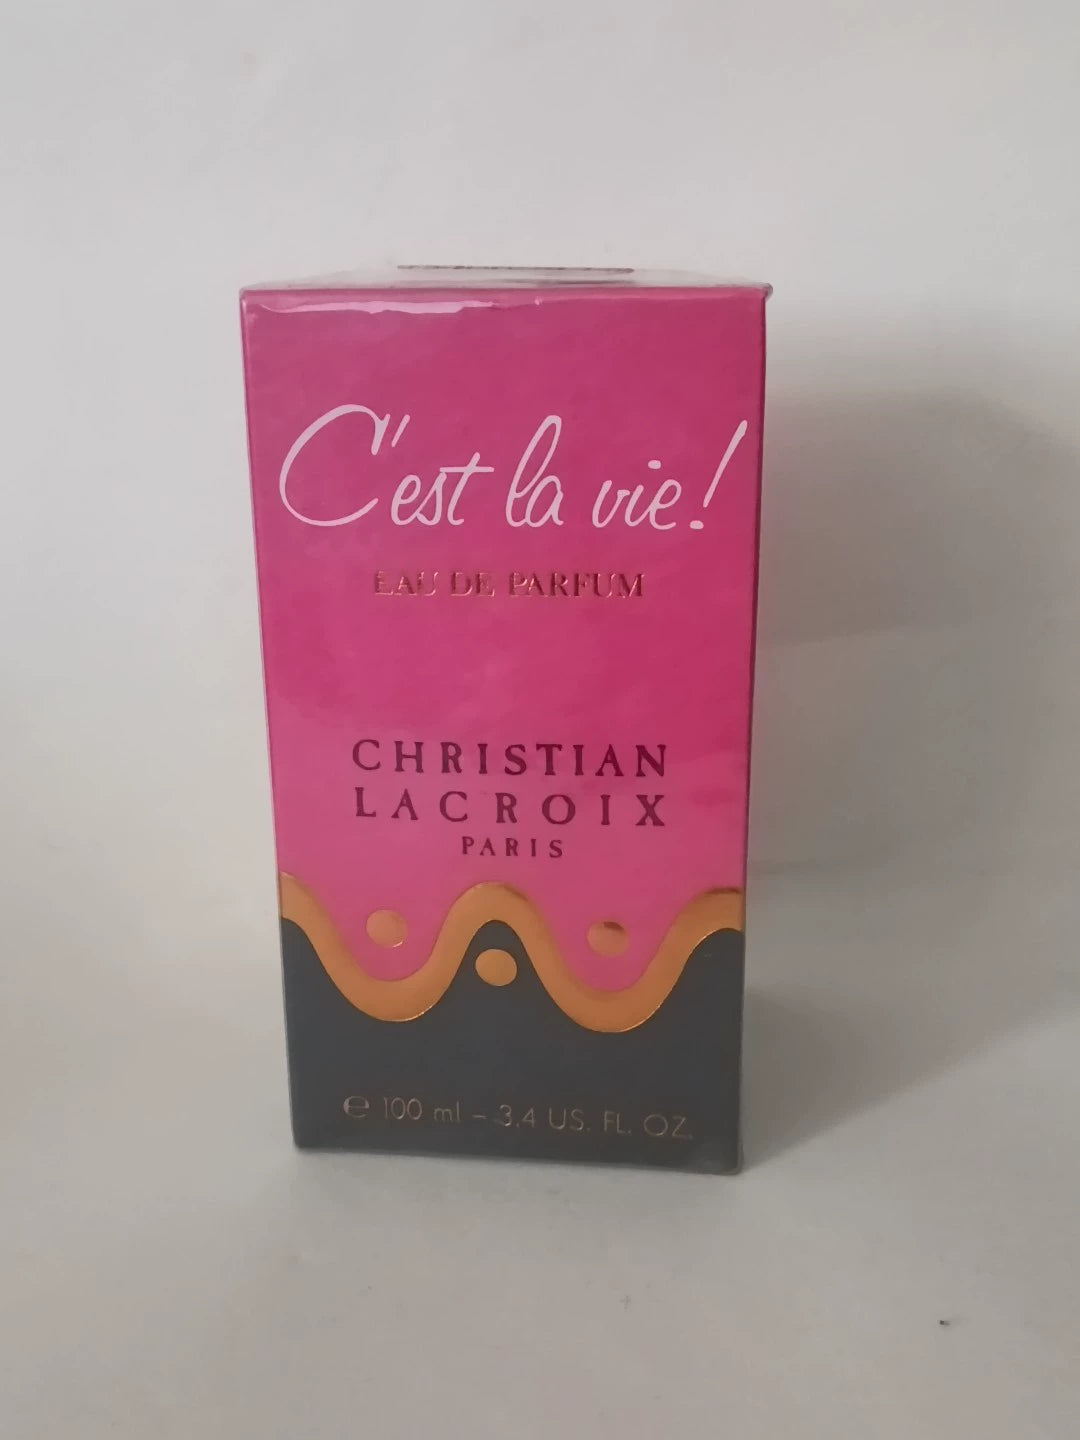 C'est la vie!
EAU DE PARFUM
CHRISTIAN
LACROIX
PARIS
℮ 100 ml – 3.4 US. FL. OZ.